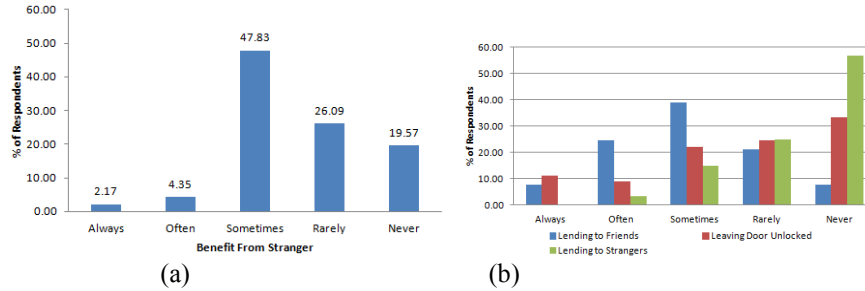 60.00
50.00
40.00
30.00
20.00
10.00
0.00
% of Respondents
2.17
4.35
47.83
26.09
19.57
Always Often Sometimes Rarely Never
Benefit From Stranger
(a)
60.00
50.00
40.00
30.00
20.00
10.00
0.00
% of Respondents
Always Often Sometimes Rarely Never
Lending to Friends Leaving Door Unlocked
Lending to Strangers
(b)